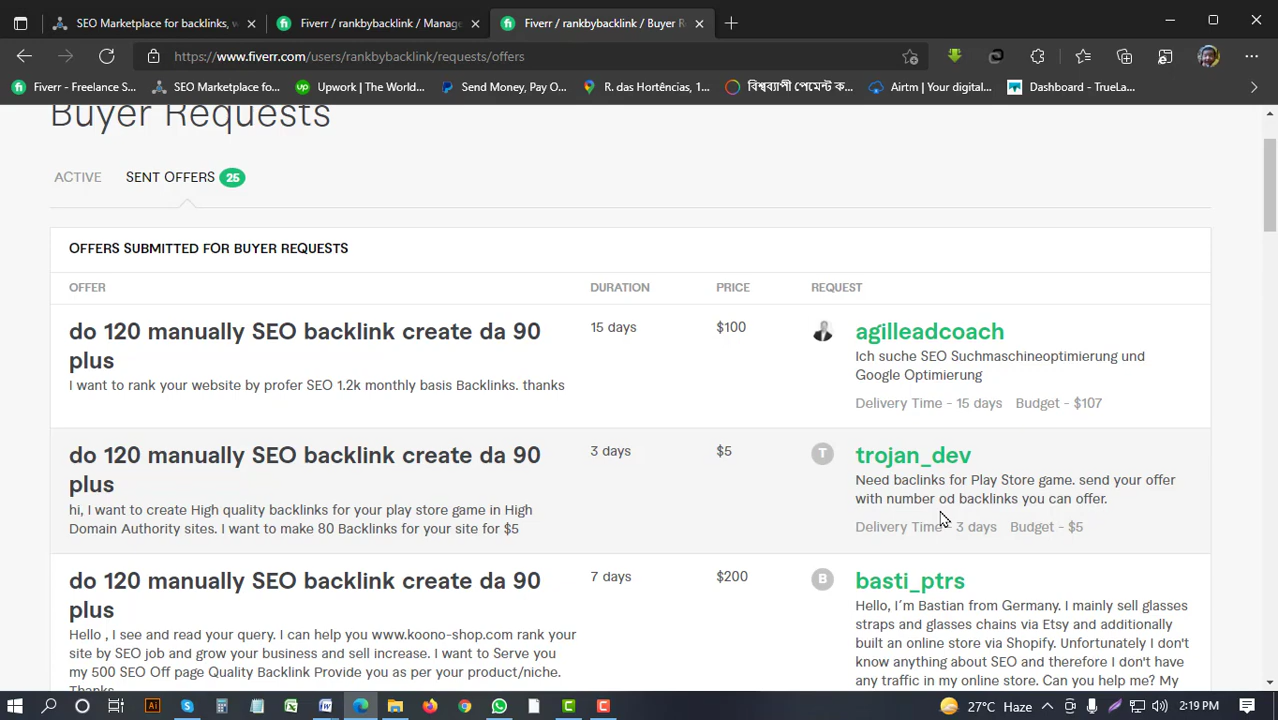 SEO Marketplace for backlinks, w
Fiverr / rankbybacklink / Manage
Fiverr / rankbybacklink / Buyer R
https://www.fiverr.com/users/rankbybacklink/requests/offers
Fiverr - Freelance S...
SEO Marketplace fo...
Upwork | The World...
Send Money, Pay O...
R. das Hortências, 1...
বিশ্বব্যাপী পেমেন্ট ক...
Airtm | Your digital...
Dashboard - TrueLa...
Buyer Requests
ACTIVE
SENT OFFERS 25
OFFERS SUBMITTED FOR BUYER REQUESTS
OFFER DURATION PRICE REQUEST
do 120 manually SEO backlink create da 90
plus
I want to rank your website by profer SEO 1.2k monthly basis Backlinks. thanks
15 days
$100
agilleadcoach
Ich suche SEO Suchmaschineoptimierung und
Google Optimierung
Delivery Time - 15 days Budget - $107
do 120 manually SEO backlink create da 90
plus
hi, I want to create High quality backlinks for your play store game in High
Domain Authority sites. I want to make 80 Backlinks for your site for $5
3 days
$5
T
trojan_dev
Need baclinks for Play Store game. send your offer
with number od backlinks you can offer.
Delivery Time - 3 days Budget - $5
do 120 manually SEO backlink create da 90
plus
Hello , I see and read your query. I can help you www.koono-shop.com rank your
site by SEO job and grow your business and sell increase. I want to Serve you
my 500 SEO Off page Quality Backlink Provide you as per your product/niche.
Thanks
7 days
$200
B
basti_ptrs
Hello, I´m Bastian from Germany. I mainly sell glasses
straps and glasses chains via Etsy and additionally
built an online store via Shopify. Unfortunately I don't
know anything about SEO and therefore I don't have
any traffic in my online store. Can you help me? My
27°C Haze
2:19 PM